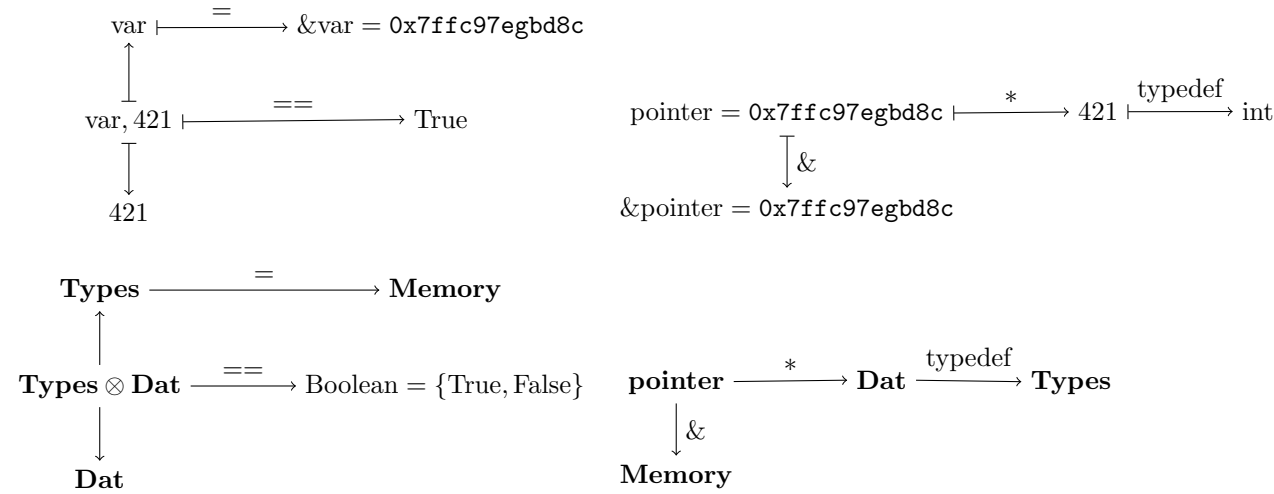 =
var &var = 0x7ffc97egbd8c
var, 421 == True
421
pointer = 0x7ffc97egbd8c * 421 typedef int
&
&pointer = 0x7ffc97egbd8c
=
Types Memory
Types ⊗ Dat == Boolean = {True, False}
Dat
pointer * Dat typedef Types
&
Memory